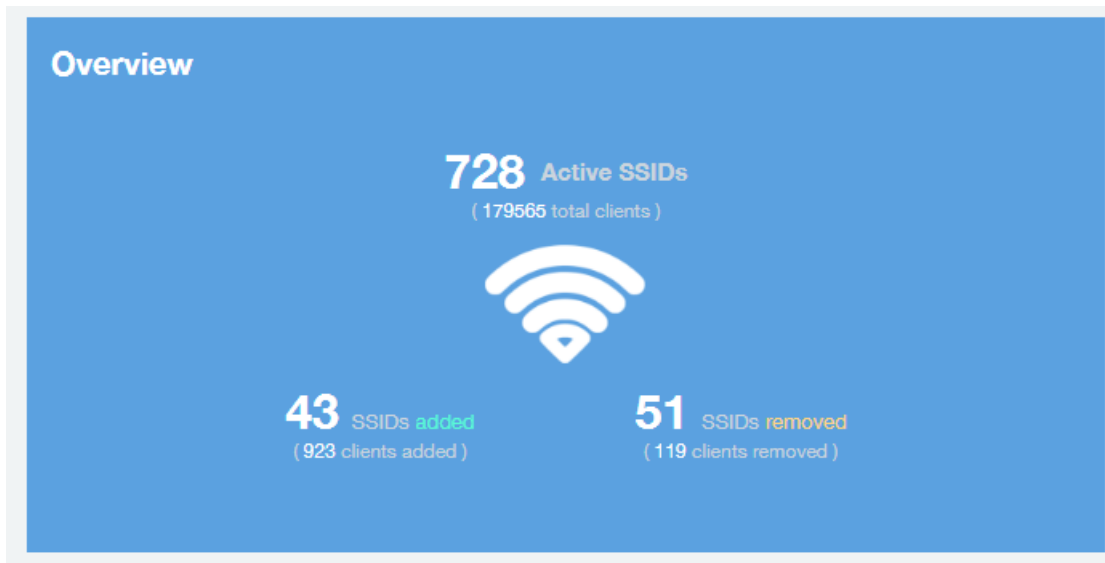 Overview
728 Active SSIDs
( 179565 total clients )
43 SSIDs added
( 923 clients added )
51 SSIDs removed
( 119 clients removed )